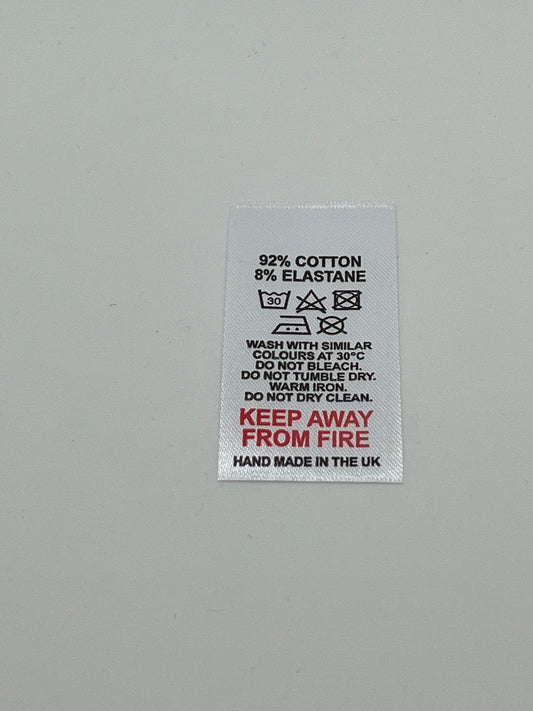 92% COTTON
8% ELASTANE
30
WASH WITH SIMILAR
COLOURS AT 30°C
DO NOT BLEACH.
DO NOT TUMBLE DRY.
WARM IRON.
DO NOT DRY CLEAN.
KEEP AWAY
FROM FIRE
HAND MADE IN THE UK